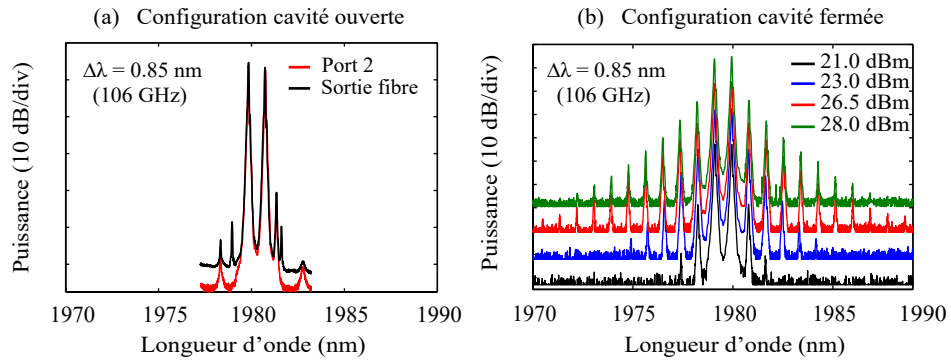 (a) Configuration cavité ouverte
Puissance (10 dB/div)
Δλ = 0.85 nm
(106 GHz)
Port 2
Sortie fibre
1970 1975 1980 1985 1990
Longueur d’onde (nm)
(b) Configuration cavité fermée
Puissance (10 dB/div)
Δλ = 0.85 nm
(106 GHz)
21.0 dBm
23.0 dBm
26.5 dBm
28.0 dBm
1970 1975 1980 1985 1990
Longueur d’onde (nm)